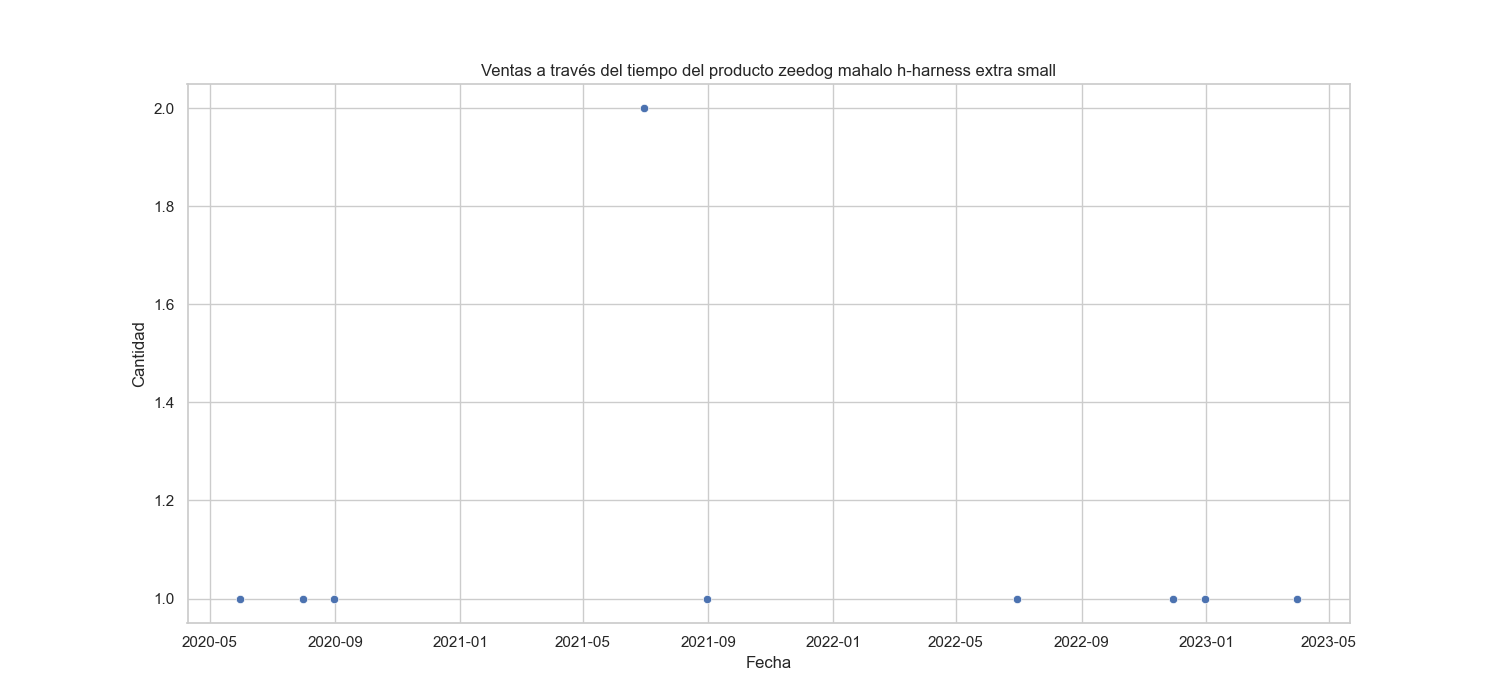 Ventas a través del tiempo del producto zeedog mahalo h-harness extra small
2.0
1.8
1.6
1.4
1.2
1.0
Cantidad
2020-05 2020-09 2021-01 2021-05 2021-09 2022-01 2022-05 2022-09 2023-01 2023-05
Fecha